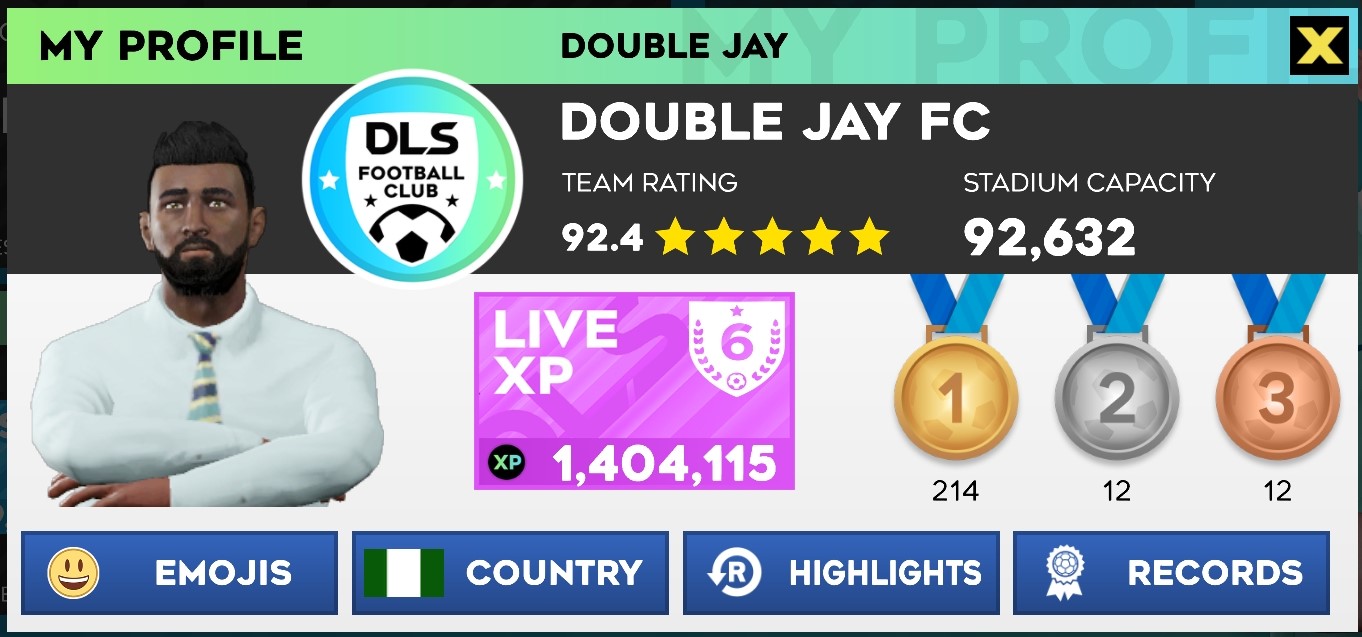 MY PROFILE
DOUBLE JAY
X
DLS
FOOTBALL
CLUB
DOUBLE JAY FC
TEAM RATING
92.4
STADIUM CAPACITY
92,632
LIVE
XP
6
XP
1,404,115
1
2
3
214
12
12
EMOJIS
COUNTRY
R
HIGHLIGHTS
RECORDS